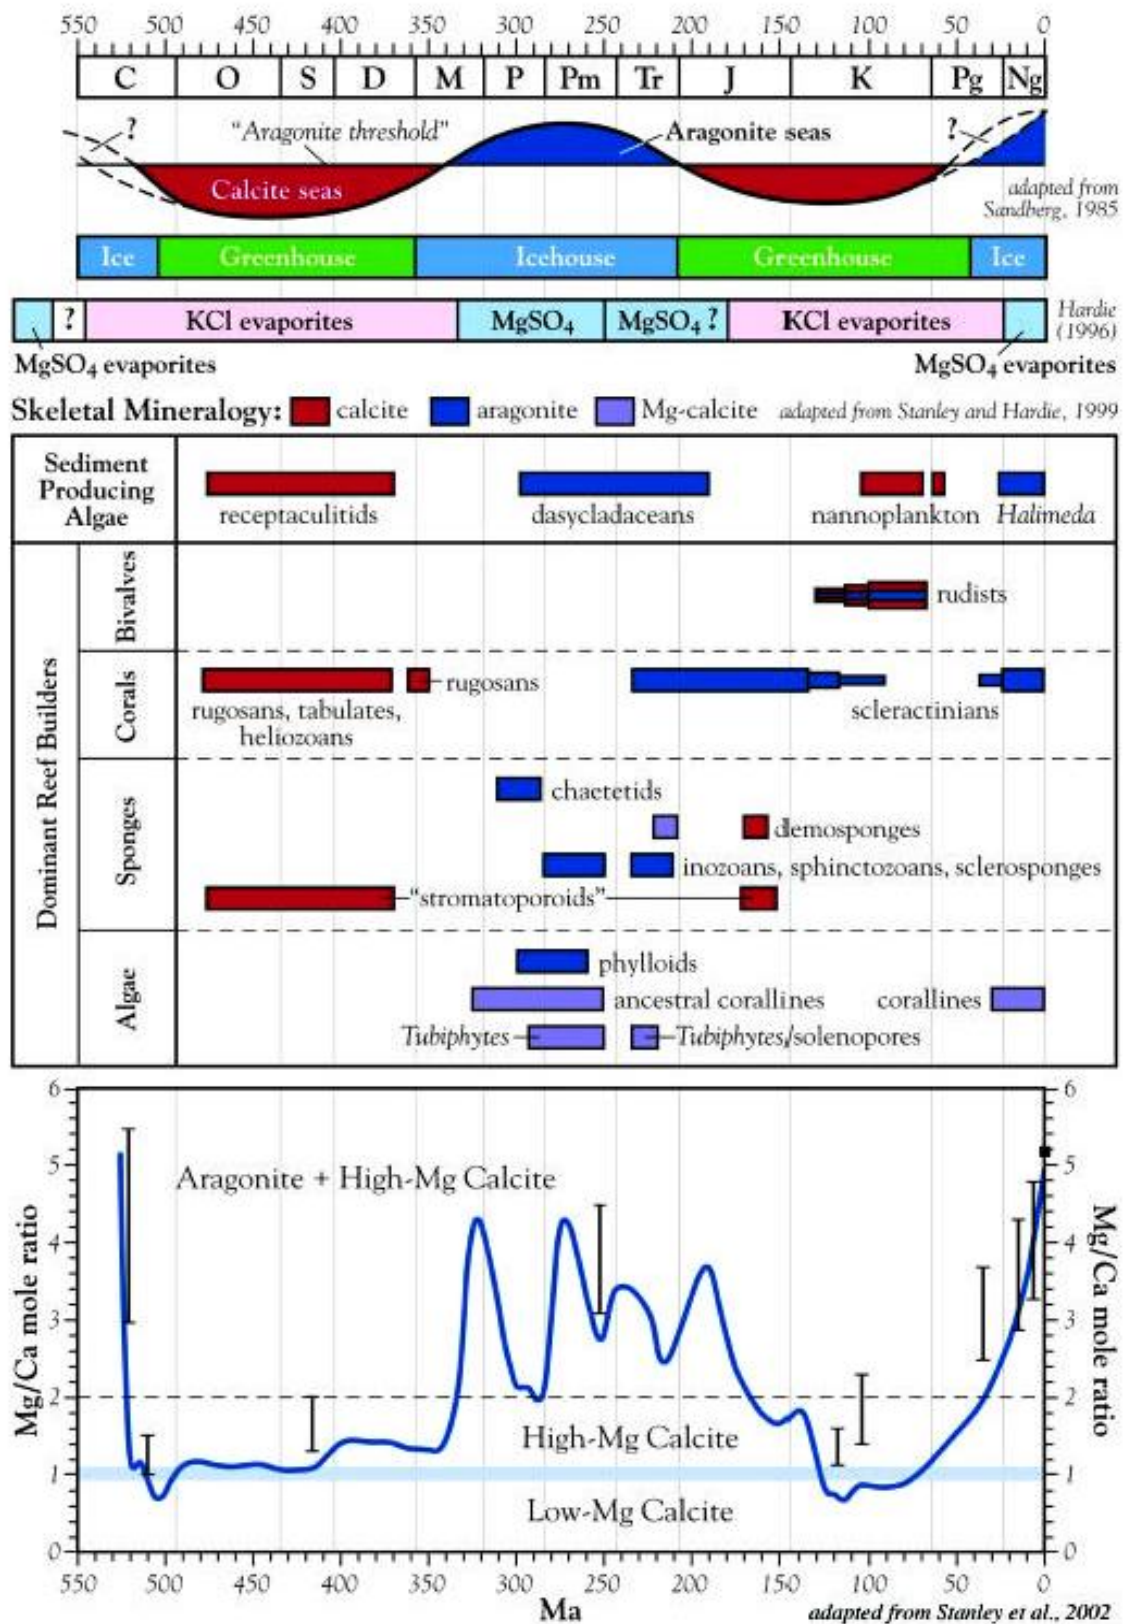 550 500 450 400 350 300 250 200 150 100 50 0
C O S D M P Pm Tr J K Pg Ng
? "Aragonite threshold" Aragonite seas ?
Calcite seas
adapted from
Sandberg, 1985
Ice Greenhouse Icehouse Greenhouse Ice
? KCl evaporites MgSO4 MgSO4 ? KCl evaporites
Hardie
(1996)
MgSO4 evaporites MgSO4 evaporites
Skeletal Mineralogy: calcite aragonite Mg-calcite adapted from Stanley and Hardie, 1999
Sediment
Producing
Algae
receptaculitids dasycladaceans nannoplankton Halimeda
Dominant Reef Builders
Bivalves
rudists
Corals
rugosans
rugosans, tabulates,
heliozoans
scleractinians
Sponges
chaetetids
demosponges
inozoans, sphinctozoans, sclerosponges
"stromatoporoids"
Algae
phylloids
ancestral corallines corallines
Tubiphytes Tubiphytes/solenopores
Mg/Ca mole ratio
6 6
5 5
4 4
3 3
2 2
1 1
0 0
Mg/Ca mole ratio
Aragonite + High-Mg Calcite
High-Mg Calcite
Low-Mg Calcite
550 500 450 400 350 300 250 200 150 100 50 0
Ma
adapted from Stanley et al., 2002